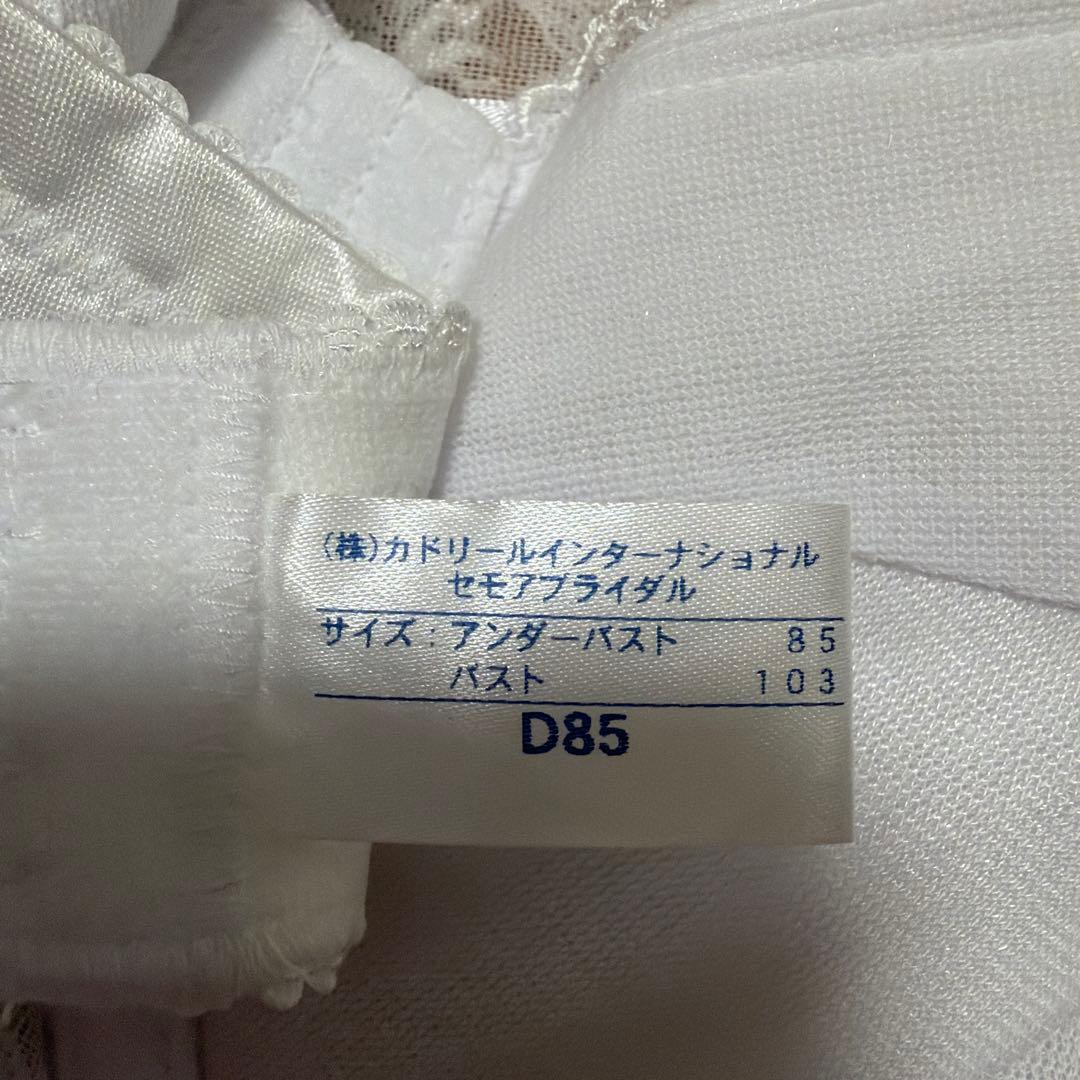 (株)カドリールインターナショナル
セモアブライダル
サイズ：アンダーバスト 85
バスト 103
D85